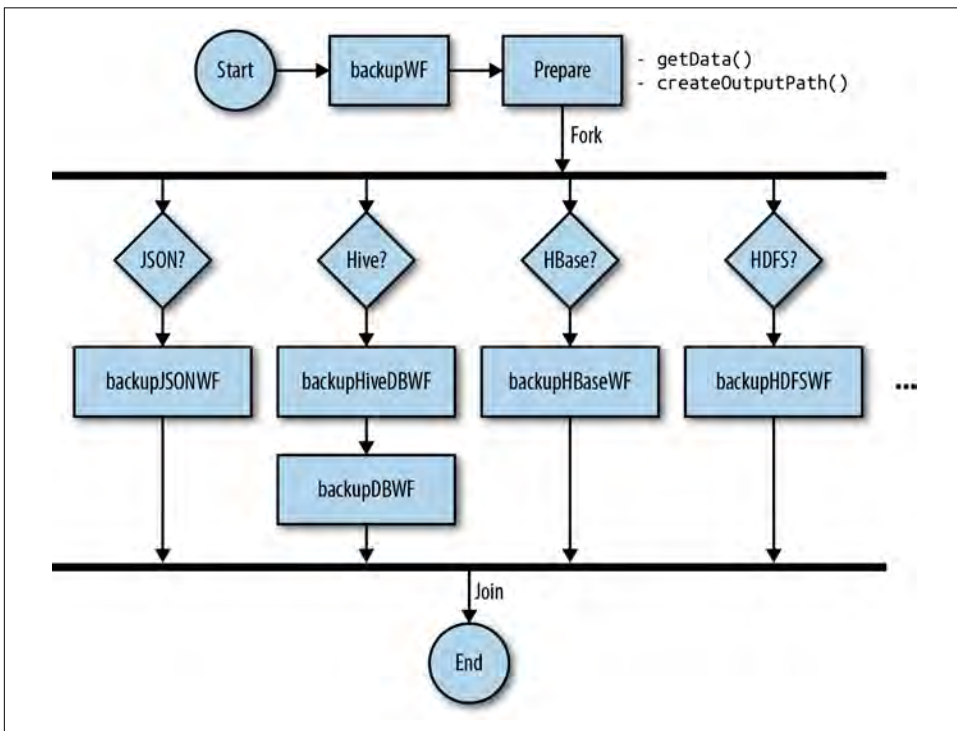 Start
backupWF
Prepare
- getData()
- createOutputPath()
Fork
JSON?
Hive?
HBase?
HDFS?
backupJSONWF
backupHiveDBWF
backupHBaseWF
backupHDFSWF
...
backupDBWF
Join
End